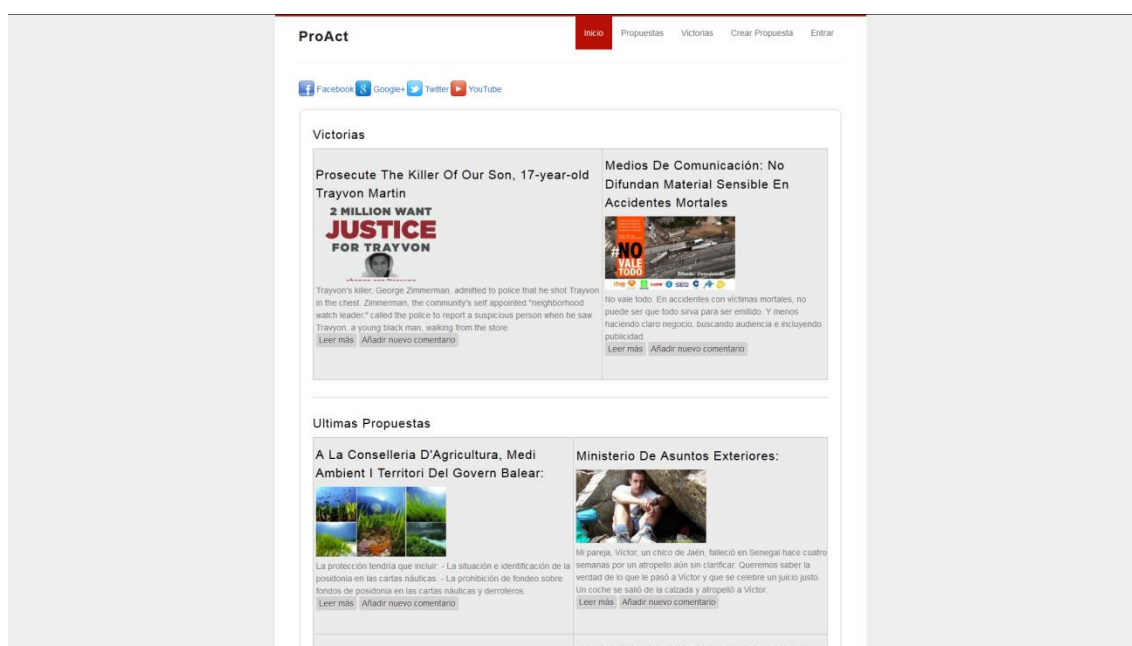 ProAct
Inicio Propuestas Victorias Crear Propuesta Entrar
Facebook Google+ Twitter YouTube
Victorias
Prosecute The Killer Of Our Son, 17-year-old
Trayvon Martin
2 MILLION WANT
JUSTICE
FOR TRAYVON
Trayvon's killer, George Zimmerman, admitted to police that he shot Trayvon
in the chest. Zimmerman, the community's self appointed "neighborhood
watch leader," called the police to report a suspicious person when he saw
Travyon, a young black man, walking from the store.
Leer más Añadir nuevo comentario
Medios De Comunicación: No
Difundan Material Sensible En
Accidentes Mortales
#NO
VALE
TODO
rtve
SER
No vale todo. En accidentes con víctimas mortales, no
puede ser que todo sirva para ser emitido. Y menos
haciendo claro negocio, buscando audiencia e incluyendo
publicidad.
Leer más Añadir nuevo comentario
Ultimas Propuestas
A La Conselleria D'Agricultura, Medi
Ambient I Territori Del Govern Balear:
La protección tendría que incluir: - La situación e identificación de la
posidonia en las cartas náuticas. - La prohibición de fondeo sobre
fondos de posidonia en las cartas náuticas y derroteros.
Leer más Añadir nuevo comentario
Ministerio De Asuntos Exteriores:
Mi pareja, Víctor, un chico de Jaén, falleció en Senegal hace cuatro
semanas por un atropello aún sin clarificar. Queremos saber la
verdad de lo que le pasó a Víctor y que se celebre un juicio justo.
Un coche se salió de la calzada y atropelló a Víctor.
Leer más Añadir nuevo comentario